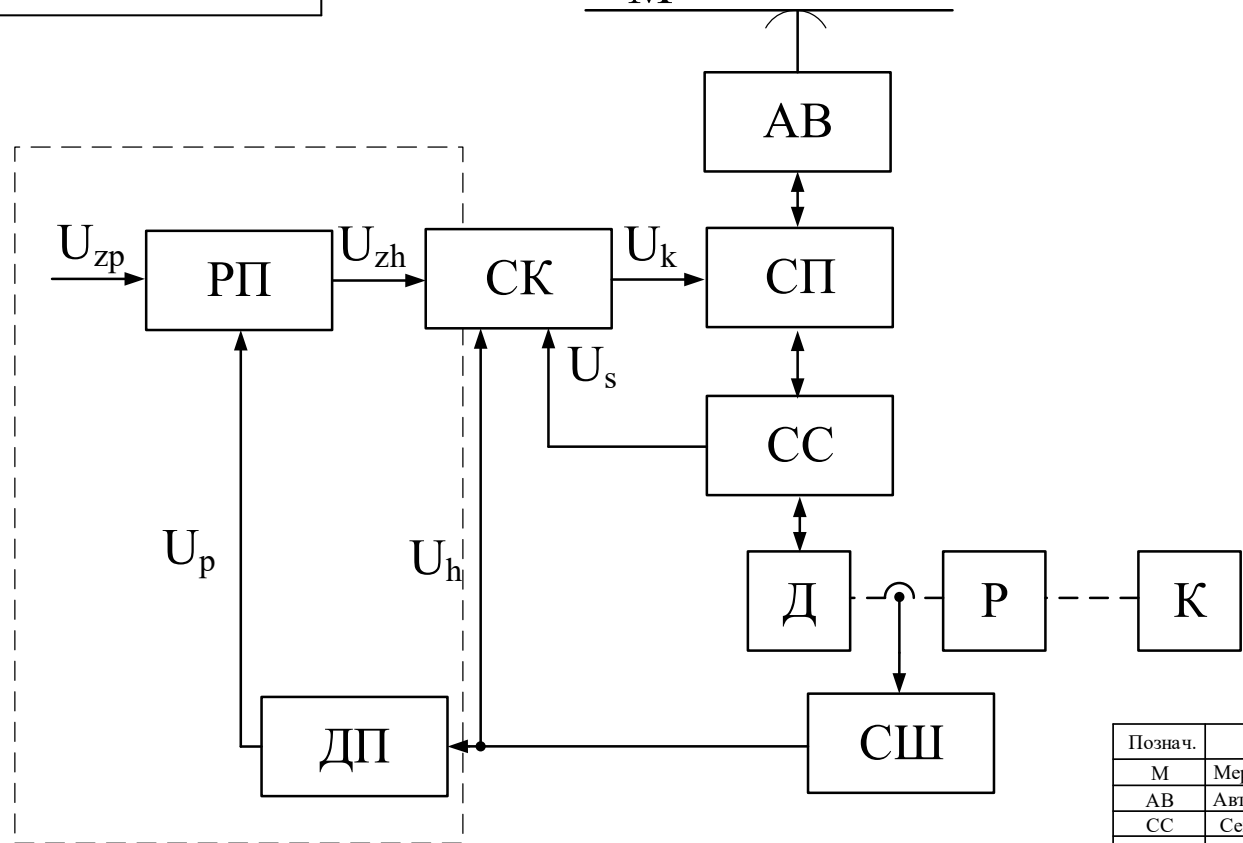 М
АВ
U_zp
РП
U_zh
СК
U_k
СП
U_s
СС
U_p
U_h
Д
Р
К
ДП
СШ
Познач.
М
АВ
СС